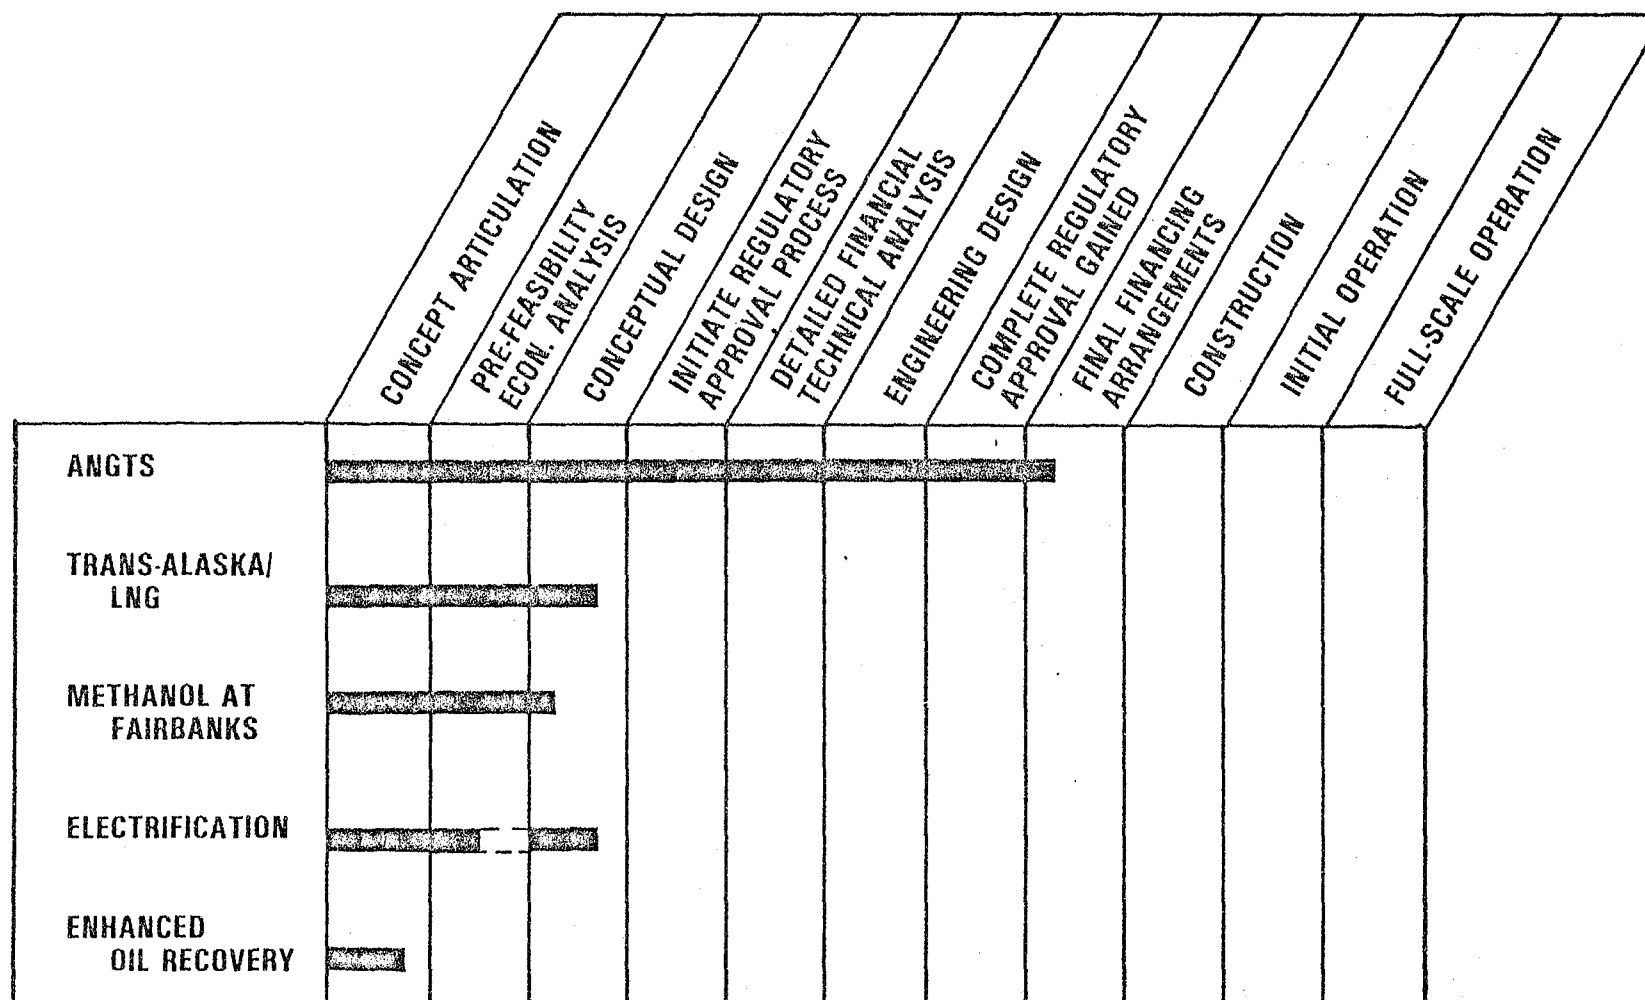 CONCEPT ARTICULATION
PRE-FEASIBILITY
ECON. ANALYSIS
CONCEPTUAL DESIGN
INITIATE REGULATORY
APPROVAL PROCESS
DETAILED FINANCIAL
TECHNICAL ANALYSIS
ENGINEERING DESIGN
COMPLETE REGULATORY
APPROVAL GAINED
FINAL FINANCING
ARRANGEMENTS
CONSTRUCTION
INITIAL OPERATION
FULL-SCALE OPERATION
ANGTS
TRANS-ALASKA/
LNG
METHANOL AT
FAIRBANKS
ELECTRIFICATION
ENHANCED
OIL RECOVERY